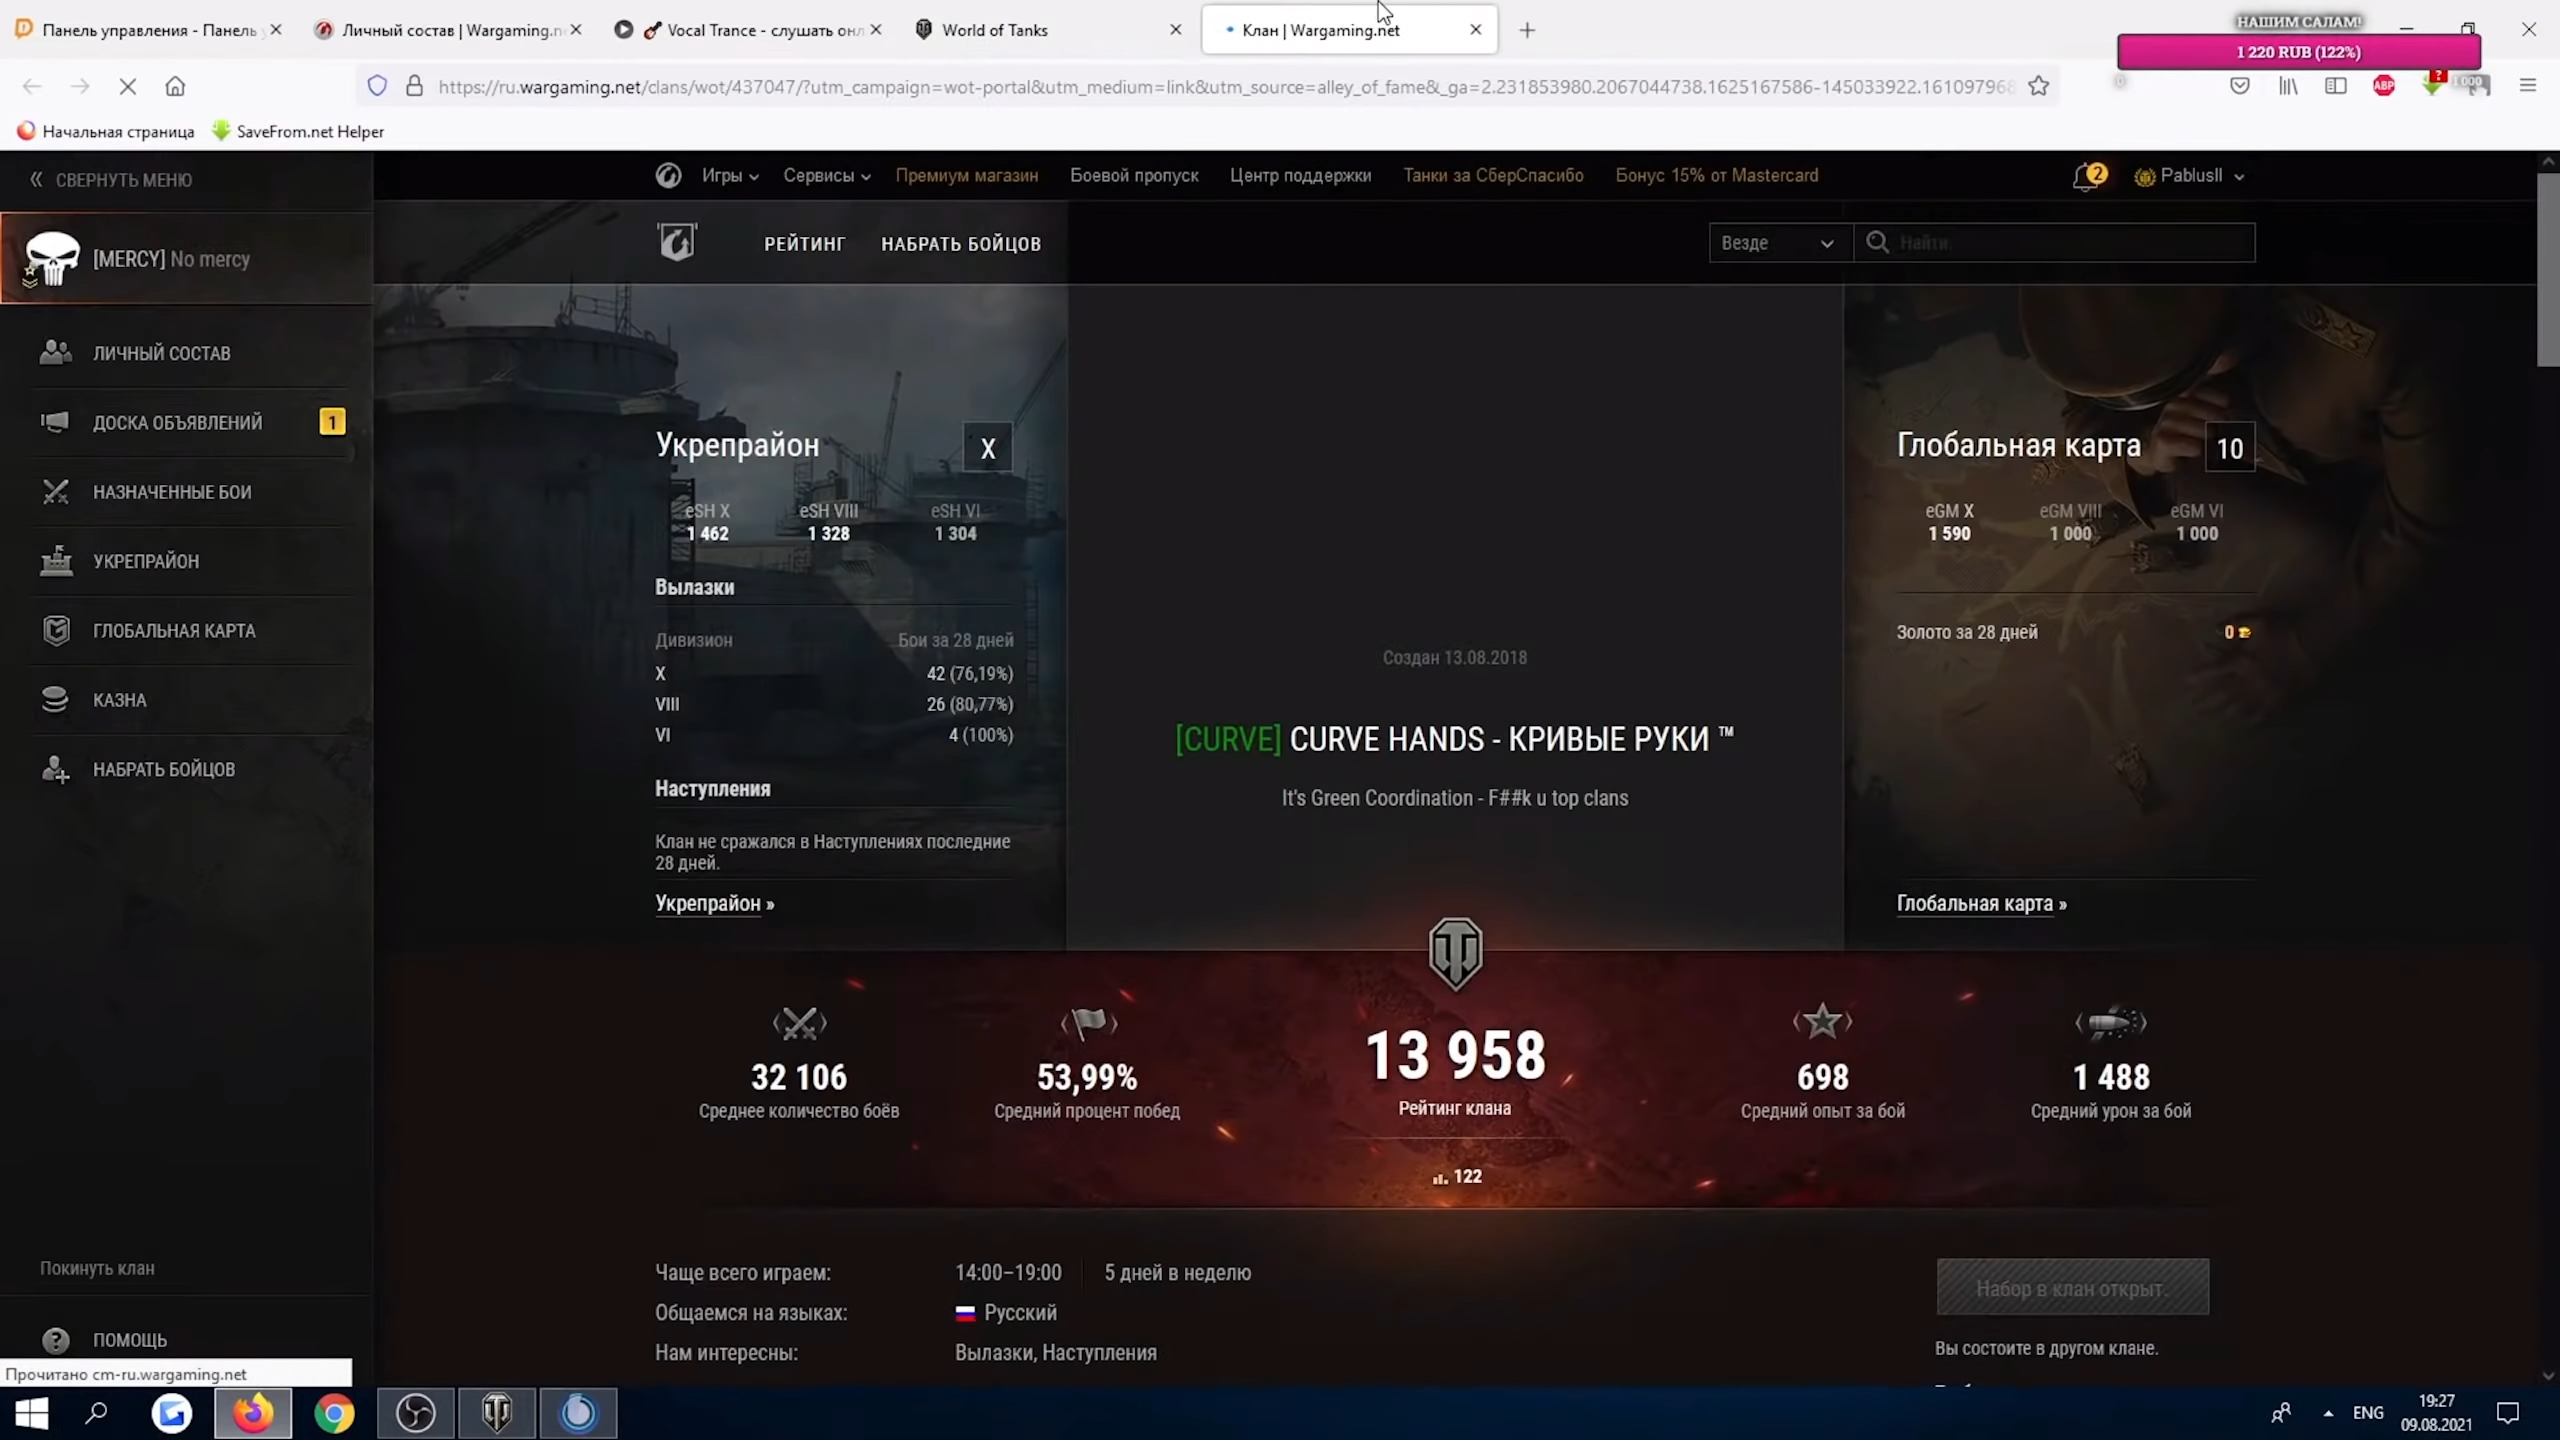 Панель управления - Панель у
Личный состав | Wargaming.n
Vocal Trance - слушать онл
World of Tanks
Клан | Wargaming.net
НАШИМ САЛАМ!
1 220 RUB (122%)
0
1 000
https://ru.wargaming.net/clans/wot/437047/?utm_campaign=wot-portal&utm_medium=link&utm_source=alley_of_fame&_ga=2.231853980.2067044738.1625167586-145033922.161097968
ABP
?
Начальная страница
SaveFrom.net Helper
« СВЕРНУТЬ МЕНЮ
Игры
Сервисы
Премиум магазин
Боевой пропуск
Центр поддержки
Танки за СберСпасибо
Бонус 15% от Mastercard
2
PablusII
[MERCY] No mercy
РЕЙТИНГ
НАБРАТЬ БОЙЦОВ
Везде
Найти
ЛИЧНЫЙ СОСТАВ
ДОСКА ОБЪЯВЛЕНИЙ 1
НАЗНАЧЕННЫЕ БОИ
УКРЕПРАЙОН
ГЛОБАЛЬНАЯ КАРТА
КАЗНА
НАБРАТЬ БОЙЦОВ
Покинуть клан
ПОМОЩЬ
Прочитано cm-ru.wargaming.net
Укрепрайон X
eSH X eSH VIII eSH VI
1 462 1 328 1 304
Вылазки
Дивизион Бои за 28 дней
X 42 (76,19%)
VIII 26 (80,77%)
VI 4 (100%)
Наступления
Клан не сражался в Наступлениях последние
28 дней.
Укрепрайон »
Создан 13.08.2018
[CURVE] CURVE HANDS - КРИВЫЕ РУКИ ™
It's Green Coordination - F##k u top clans
Глобальная карта 10
eGM X eGM VIII eGM VI
1 590 1 000 1 000
Золото за 28 дней 0
Глобальная карта »
32 106
Среднее количество боёв
53,99%
Средний процент побед
13 958
Рейтинг клана
122
698
Средний опыт за бой
1 488
Средний урон за бой
Чаще всего играем: 14:00–19:00 5 дней в неделю
Общаемся на языках: Русский
Нам интересны: Вылазки, Наступления
Набор в клан открыт.
Вы состоите в другом клане.
ENG
19:27
09.08.2021